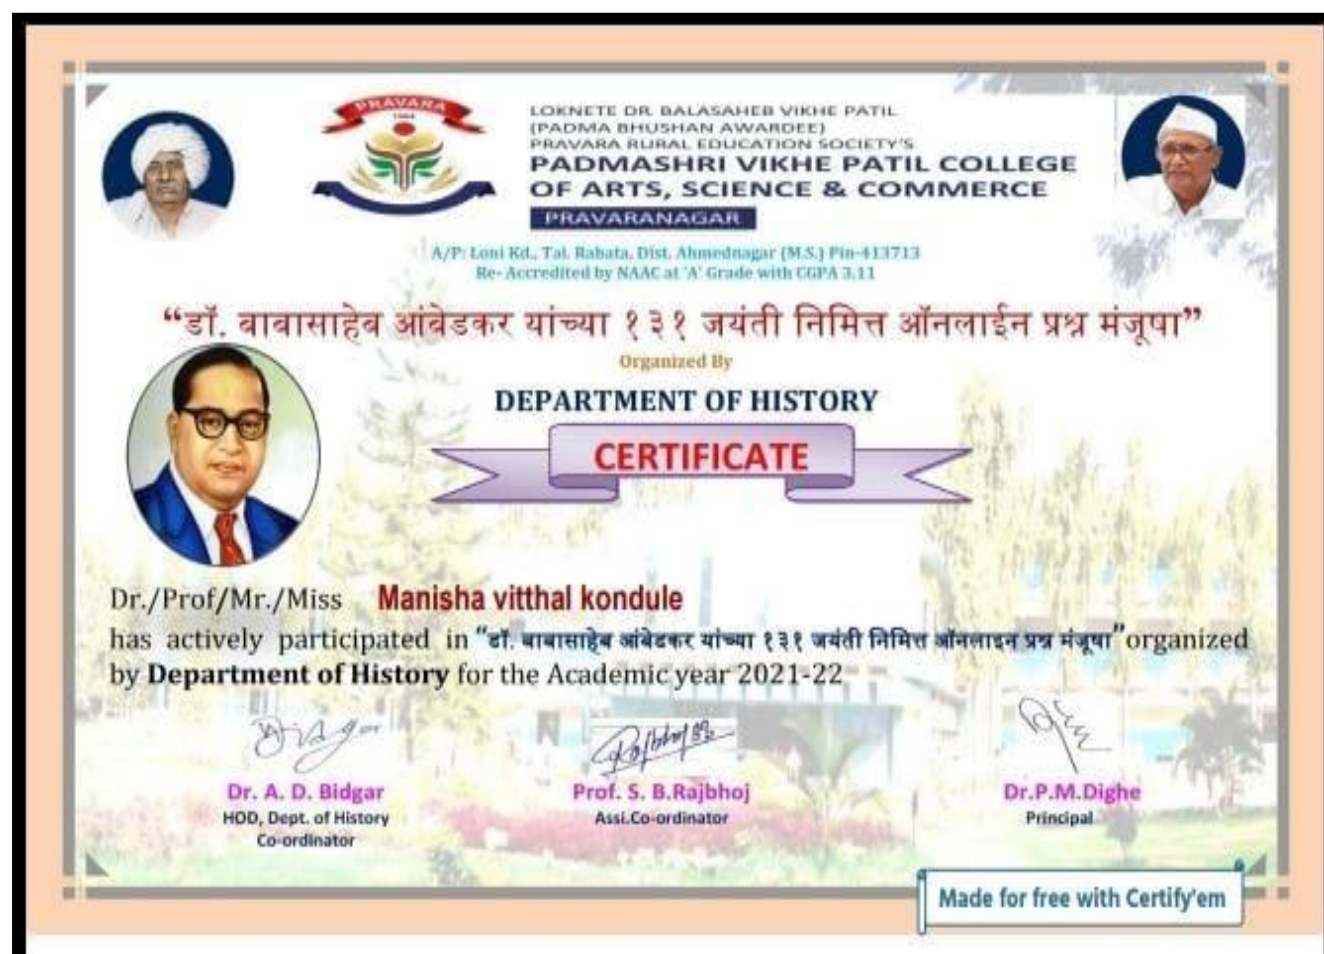 PRAVARA
1964
LOKNETE DR. BALASAHEB VIKHE PATIL
(PADMA BHUSHAN AWARDEE)
PRAVARA RURAL EDUCATION SOCIETY'S
PADMASHRI VIKHE PATIL COLLEGE
OF ARTS, SCIENCE & COMMERCE
PRAVARANAGAR
A/P: Loni Kd., Tal. Rahata, Dist. Ahmednagar (M.S.) Pin-413713
Re- Accredited by NAAC at 'A' Grade with CGPA 3.11
“डॉ. बाबासाहेब आंबेडकर यांच्या १३१ जयंती निमित्त ऑनलाईन प्रश्न मंजूषा”
Organized By
DEPARTMENT OF HISTORY
CERTIFICATE
Dr./Prof/Mr./Miss Manisha vitthal kondule
has actively participated in “डॉ. बाबासाहेब आंबेडकर यांच्या १३१ जयंती निमित्त ऑनलाइन प्रश्न मंजूषा” organized
by Department of History for the Academic year 2021-22
Bidgar Rajbhoj
Dr. A. D. Bidgar Prof. S. B.Rajbhoj Dr.P.M.Dighe
HOD, Dept. of History Assi.Co-ordinator Principal
Co-ordinator
Made for free with Certify'em